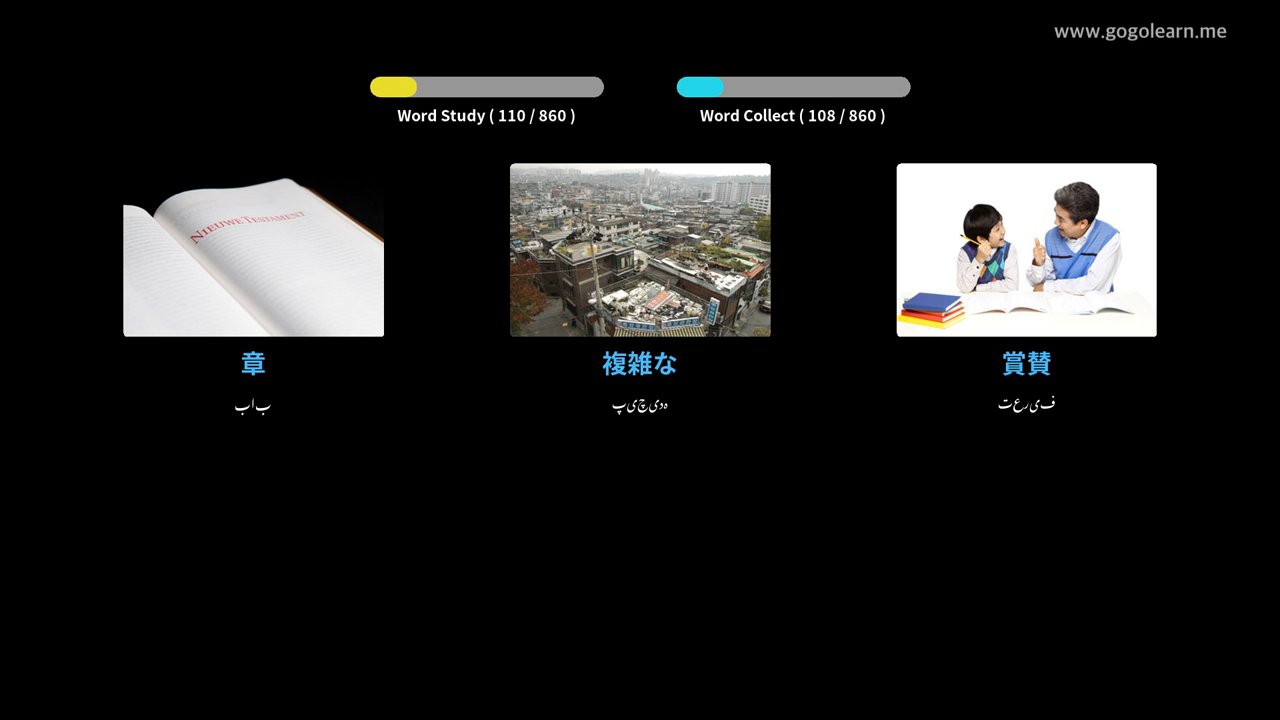 www.gogolearn.me
Word Study ( 110 / 860 )
Word Collect ( 108 / 860 )
NIEUWE TESTAMENT
章
باب
複雑な
پیچیدہ
賞賛
تعریف